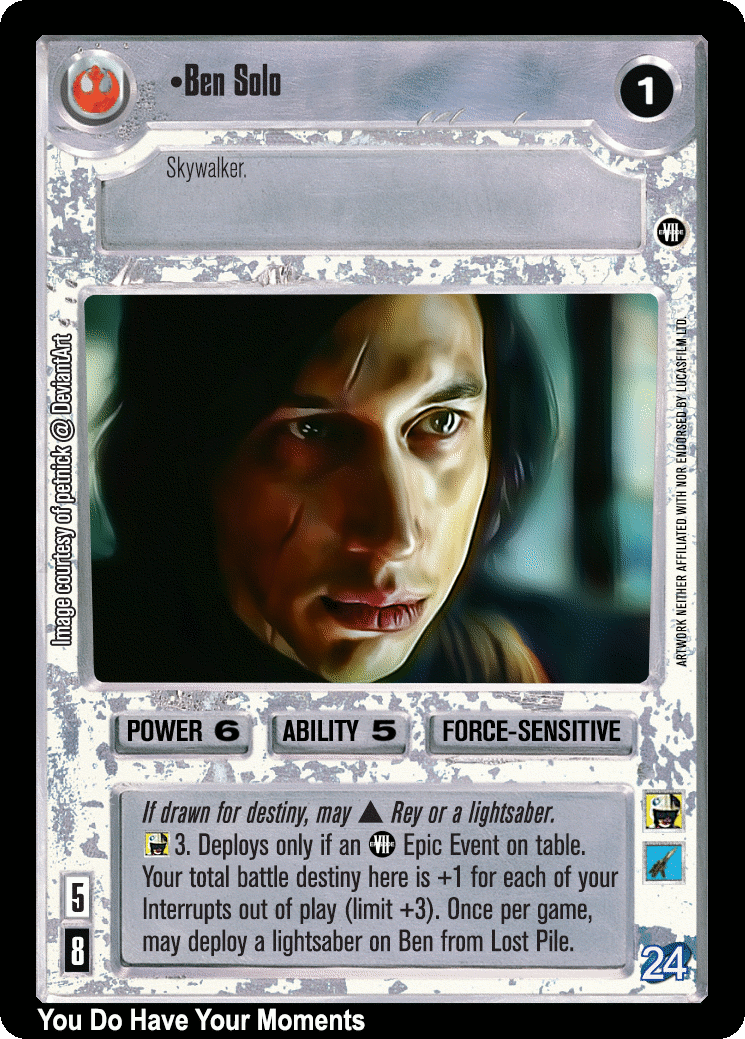 •Ben Solo
1
Skywalker.
EPISODE VII
Image courtesy of petnick @ DeviantArt
ARTWORK NEITHER AFFILIATED WITH NOR ENDORSED BY LUCASFILM LTD.
POWER 6
ABILITY 5
FORCE-SENSITIVE
If drawn for destiny, may ▲ Rey or a lightsaber.
3. Deploys only if an EPISODE VII Epic Event on table.
Your total battle destiny here is +1 for each of your
Interrupts out of play (limit +3). Once per game,
may deploy a lightsaber on Ben from Lost Pile.
5
8
24
You Do Have Your Moments